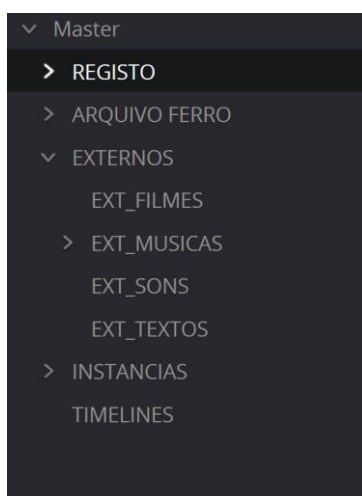 Master
REGISTO
ARQUIVO FERRO
EXTERNOS
EXT_FILMES
EXT_MUSICAS
EXT_SONS
EXT_TEXTOS
INSTANCIAS
TIMELINES